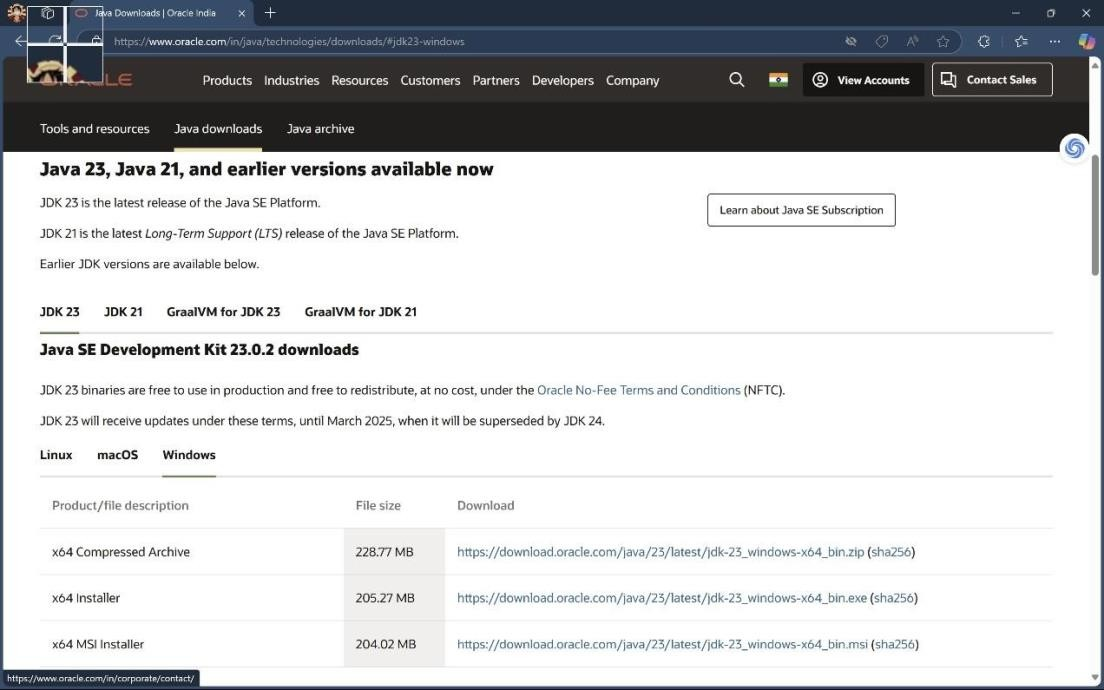 Java Downloads | Oracle India
https://www.oracle.com/in/java/technologies/downloads/#jdk23-windows
Products Industries Resources Customers Partners Developers Company
View Accounts
Contact Sales
Tools and resources Java downloads Java archive
Java 23, Java 21, and earlier versions available now
JDK 23 is the latest release of the Java SE Platform.
Learn about Java SE Subscription
JDK 21 is the latest Long-Term Support (LTS) release of the Java SE Platform.
Earlier JDK versions are available below.
JDK 23 JDK 21 GraalVM for JDK 23 GraalVM for JDK 21
Java SE Development Kit 23.0.2 downloads
JDK 23 binaries are free to use in production and free to redistribute, at no cost, under the Oracle No-Fee Terms and Conditions (NFTC).
JDK 23 will receive updates under these terms, until March 2025, when it will be superseded by JDK 24.
Linux macOS Windows
Product/file description File size Download
x64 Compressed Archive 228.77 MB https://download.oracle.com/java/23/latest/jdk-23_windows-x64_bin.zip (sha256)
x64 Installer 205.27 MB https://download.oracle.com/java/23/latest/jdk-23_windows-x64_bin.exe (sha256)
x64 MSI Installer 204.02 MB https://download.oracle.com/java/23/latest/jdk-23_windows-x64_bin.msi (sha256)
https://www.oracle.com/in/corporate/contact/